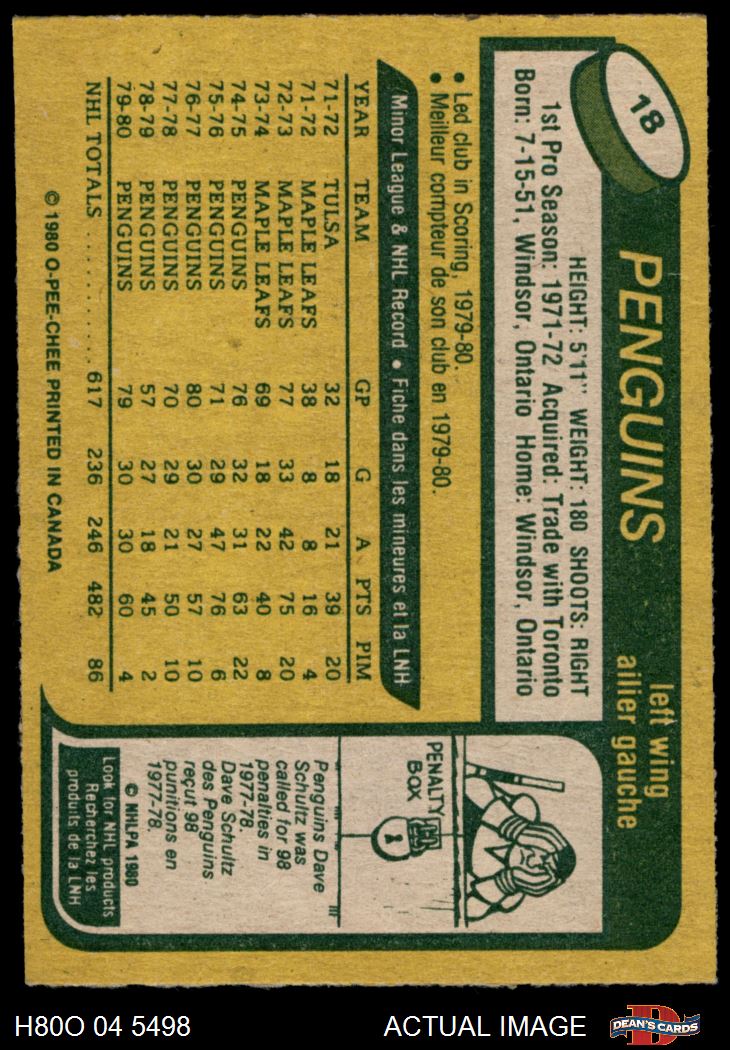 18
PENGUINS
left wing
ailier gauche
HEIGHT: 5'11" WEIGHT: 180 SHOOTS: RIGHT
1st Pro Season: 1971-72 Acquired: Trade with Toronto
Born: 7-15-51, Windsor, Ontario Home: Windsor, Ontario
• Led club in Scoring, 1979-80.
• Meilleur compteur de son club en 1979-80.
Minor League & NHL Record • Fiche dans les mineures et la LNH
YEAR TEAM GP G A PTS PIM
71-72 TULSA 32 18 21 39 20
71-72 MAPLE LEAFS 38 8 8 16 4
72-73 MAPLE LEAFS 77 33 42 75 20
73-74 MAPLE LEAFS 69 18 22 40 8
74-75 PENGUINS 76 32 31 63 22
75-76 PENGUINS 71 29 47 76 6
76-77 PENGUINS 80 30 27 57 10
77-78 PENGUINS 70 29 21 50 10
78-79 PENGUINS 57 27 18 45 2
79-80 PENGUINS 79 30 30 60 4
NHL TOTALS .......... 617 236 246 482 86
© 1980 O-PEE-CHEE PRINTED IN CANADA
PENALTY
BOX
Penguins Dave
Schultz was
called for 98
penalties in
1977-78.
Dave Schultz
des Penguins
reçut 98
punitions en
1977-78.
© NHLPA 1980
Look for NHL products
Recherchez les
produits de la LNH
H80O 04 5498
ACTUAL IMAGE
DEAN'S CARDS